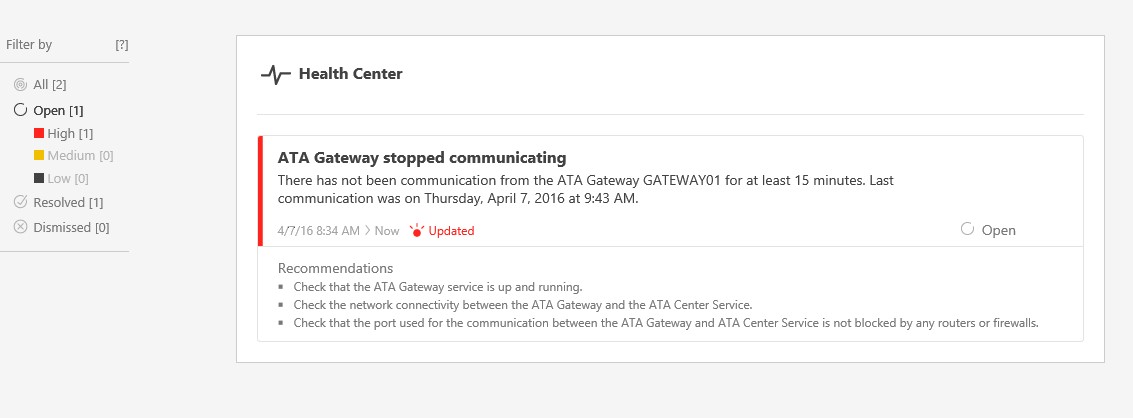 Filter by [?]
All [2]
Open [1]
High [1]
Medium [0]
Low [0]
Resolved [1]
Dismissed [0]
Health Center
ATA Gateway stopped communicating
There has not been communication from the ATA Gateway GATEWAY01 for at least 15 minutes. Last
communication was on Thursday, April 7, 2016 at 9:43 AM.
4/7/16 8:34 AM > Now Updated Open
Recommendations
Check that the ATA Gateway service is up and running.
Check the network connectivity between the ATA Gateway and the ATA Center Service.
Check that the port used for the communication between the ATA Gateway and ATA Center Service is not blocked by any routers or firewalls.